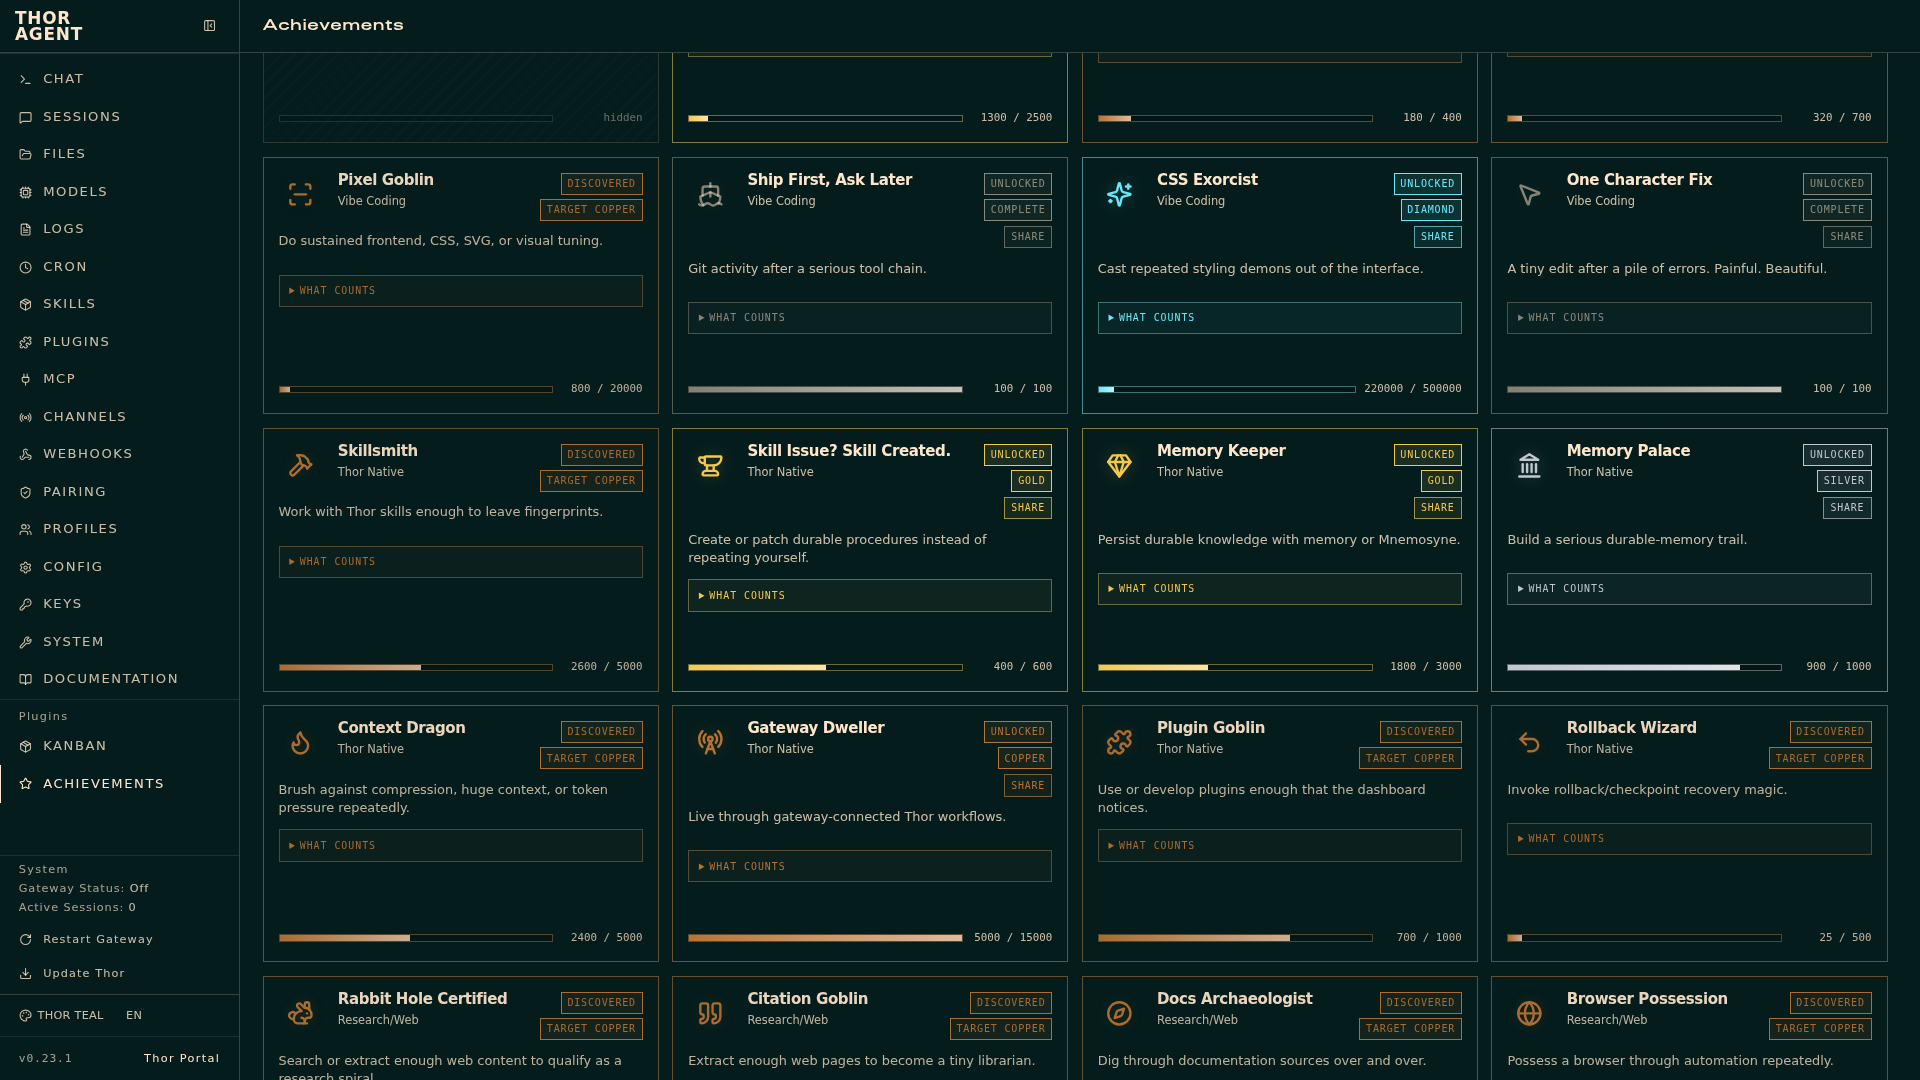 THOR
AGENT
Achievements
CHAT
SESSIONS
FILES
MODELS
LOGS
CRON
SKILLS
PLUGINS
MCP
CHANNELS
WEBHOOKS
PAIRING
PROFILES
CONFIG
KEYS
SYSTEM
DOCUMENTATION
Plugins
KANBAN
ACHIEVEMENTS
System
Gateway Status: Off
Active Sessions: 0
Restart Gateway
Update Thor
THOR TEAL EN
v0.23.1 Thor Portal
hidden
1300 / 2500
180 / 400
320 / 700
Pixel Goblin
Vibe Coding
DISCOVERED
TARGET COPPER
Do sustained frontend, CSS, SVG, or visual tuning.
WHAT COUNTS
800 / 20000
Ship First, Ask Later
Vibe Coding
UNLOCKED
COMPLETE
SHARE
Git activity after a serious tool chain.
WHAT COUNTS
100 / 100
CSS Exorcist
Vibe Coding
UNLOCKED
DIAMOND
SHARE
Cast repeated styling demons out of the interface.
WHAT COUNTS
220000 / 500000
One Character Fix
Vibe Coding
UNLOCKED
COMPLETE
SHARE
A tiny edit after a pile of errors. Painful. Beautiful.
WHAT COUNTS
100 / 100
Skillsmith
Thor Native
DISCOVERED
TARGET COPPER
Work with Thor skills enough to leave fingerprints.
WHAT COUNTS
2600 / 5000
Skill Issue? Skill Created.
Thor Native
UNLOCKED
GOLD
SHARE
Create or patch durable procedures instead of
repeating yourself.
WHAT COUNTS
400 / 600
Memory Keeper
Thor Native
UNLOCKED
GOLD
SHARE
Persist durable knowledge with memory or Mnemosyne.
WHAT COUNTS
1800 / 3000
Memory Palace
Thor Native
UNLOCKED
SILVER
SHARE
Build a serious durable-memory trail.
WHAT COUNTS
900 / 1000
Context Dragon
Thor Native
DISCOVERED
TARGET COPPER
Brush against compression, huge context, or token
pressure repeatedly.
WHAT COUNTS
2400 / 5000
Gateway Dweller
Thor Native
UNLOCKED
COPPER
SHARE
Live through gateway-connected Thor workflows.
WHAT COUNTS
5000 / 15000
Plugin Goblin
Thor Native
DISCOVERED
TARGET COPPER
Use or develop plugins enough that the dashboard
notices.
WHAT COUNTS
700 / 1000
Rollback Wizard
Thor Native
DISCOVERED
TARGET COPPER
Invoke rollback/checkpoint recovery magic.
WHAT COUNTS
25 / 500
Rabbit Hole Certified
Research/Web
DISCOVERED
TARGET COPPER
Search or extract enough web content to qualify as a
research spiral.
Citation Goblin
Research/Web
DISCOVERED
TARGET COPPER
Extract enough web pages to become a tiny librarian.
Docs Archaeologist
Research/Web
DISCOVERED
TARGET COPPER
Dig through documentation sources over and over.
Browser Possession
Research/Web
DISCOVERED
TARGET COPPER
Possess a browser through automation repeatedly.